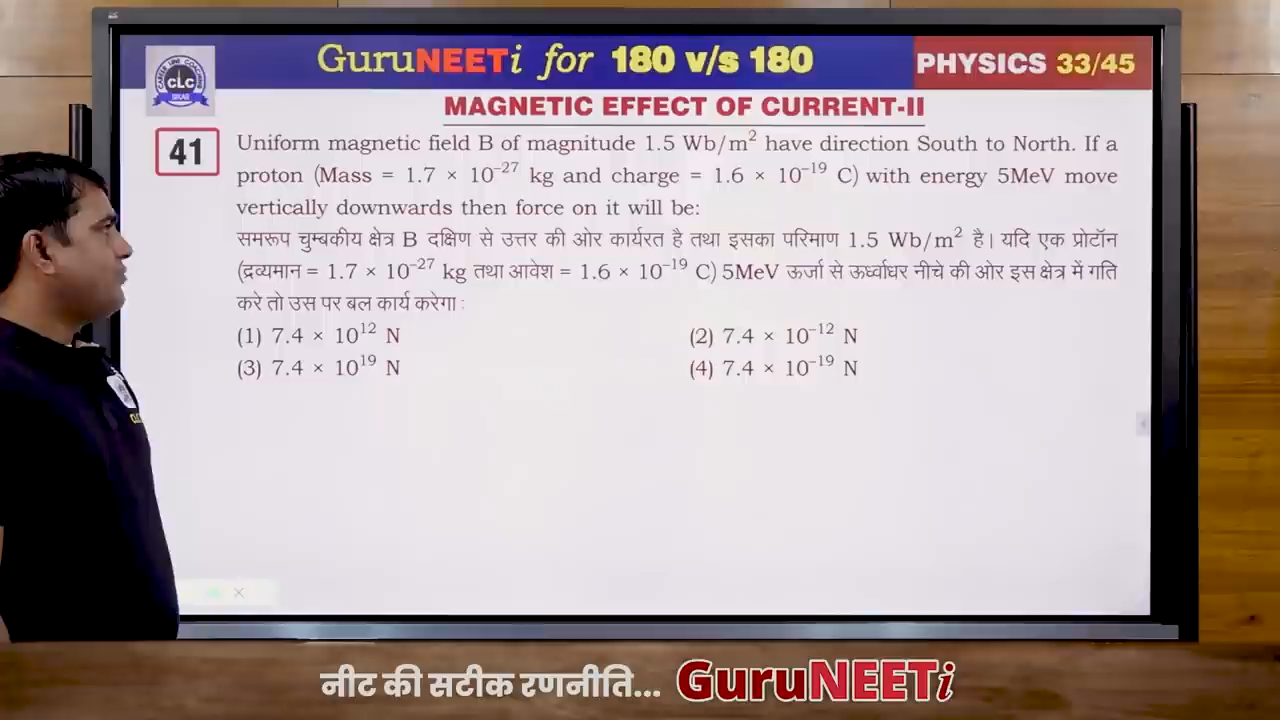 GuruNEETi for 180 v/s 180
PHYSICS 33/45
CLC
SIKAR
MAGNETIC EFFECT OF CURRENT-II
41
Uniform magnetic field B of magnitude 1.5 Wb/m² have direction South to North. If a
proton (Mass = 1.7 × 10⁻²⁷ kg and charge = 1.6 × 10⁻¹⁹ C) with energy 5MeV move
vertically downwards then force on it will be:
समरूप चुम्बकीय क्षेत्र B दक्षिण से उत्तर की ओर कार्यरत है तथा इसका परिमाण 1.5 Wb/m² है। यदि एक प्रोटॉन
(द्रव्यमान = 1.7 × 10⁻²⁷ kg तथा आवेश = 1.6 × 10⁻¹⁹ C) 5MeV ऊर्जा से ऊर्ध्वाधर नीचे की ओर इस क्षेत्र में गति
करे तो उस पर बल कार्य करेगा :
(1) 7.4 × 10¹² N (2) 7.4 × 10⁻¹² N
(3) 7.4 × 10¹⁹ N (4) 7.4 × 10⁻¹⁹ N
नीट की सटीक रणनीति... GuruNEETi